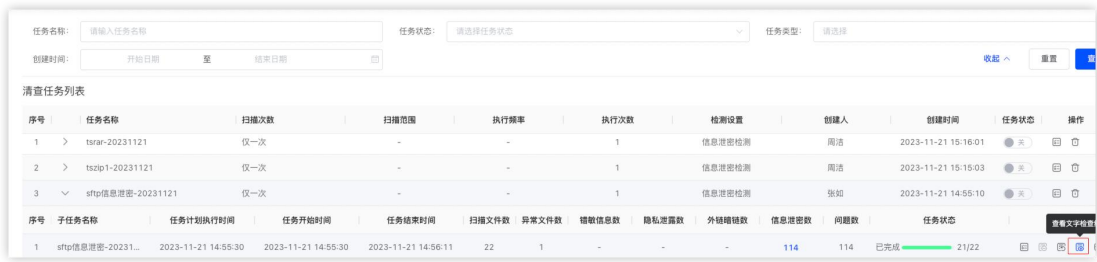 任务名称: 请输入任务名称 任务状态: 请选择任务状态 任务类型: 请选择
创建时间: 开始日期 至 结束日期 收起 重置
清查任务列表
序号 任务名称 扫描次数 扫描范围 执行频率 执行次数 检测设置 创建人 创建时间 任务状态 操作
1 tsrar-20231121 仅一次 - - 1 信息泄密检测 周洁 2023-11-21 15:16:01 关
2 tszip1-20231121 仅一次 - - 1 信息泄密检测 周洁 2023-11-21 15:15:03 关
3 sftp信息泄密-20231121 仅一次 - - 1 信息泄密检测 张如 2023-11-21 14:55:10 关
序号 子任务名称 任务计划执行时间 任务开始时间 任务结束时间 扫描文件数 异常文件数 错敏信息数 隐私泄露数 外链暗链数 信息泄密数 问题数 任务状态 查看文字检查
1 sftp信息泄密-20231... 2023-11-21 14:55:30 2023-11-21 14:55:30 2023-11-21 14:56:11 22 1 - - - 114 114 已完成 21/22